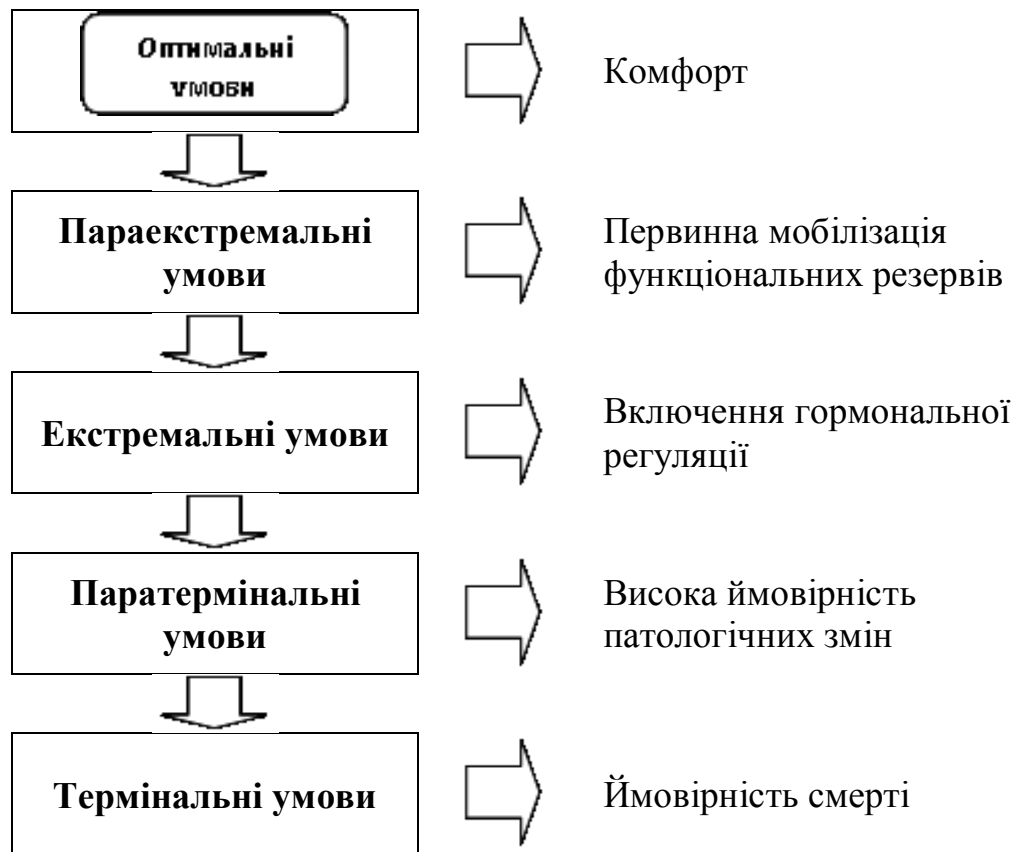 Оптимальні
умови
Комфорт
Параекстремальні
умови
Первинна мобілізація
функціональних резервів
Екстремальні умови
Включення гормональної
регуляції
Паратермінальні
умови
Висока ймовірність
патологічних змін
Термінальні умови
Ймовірність смерті